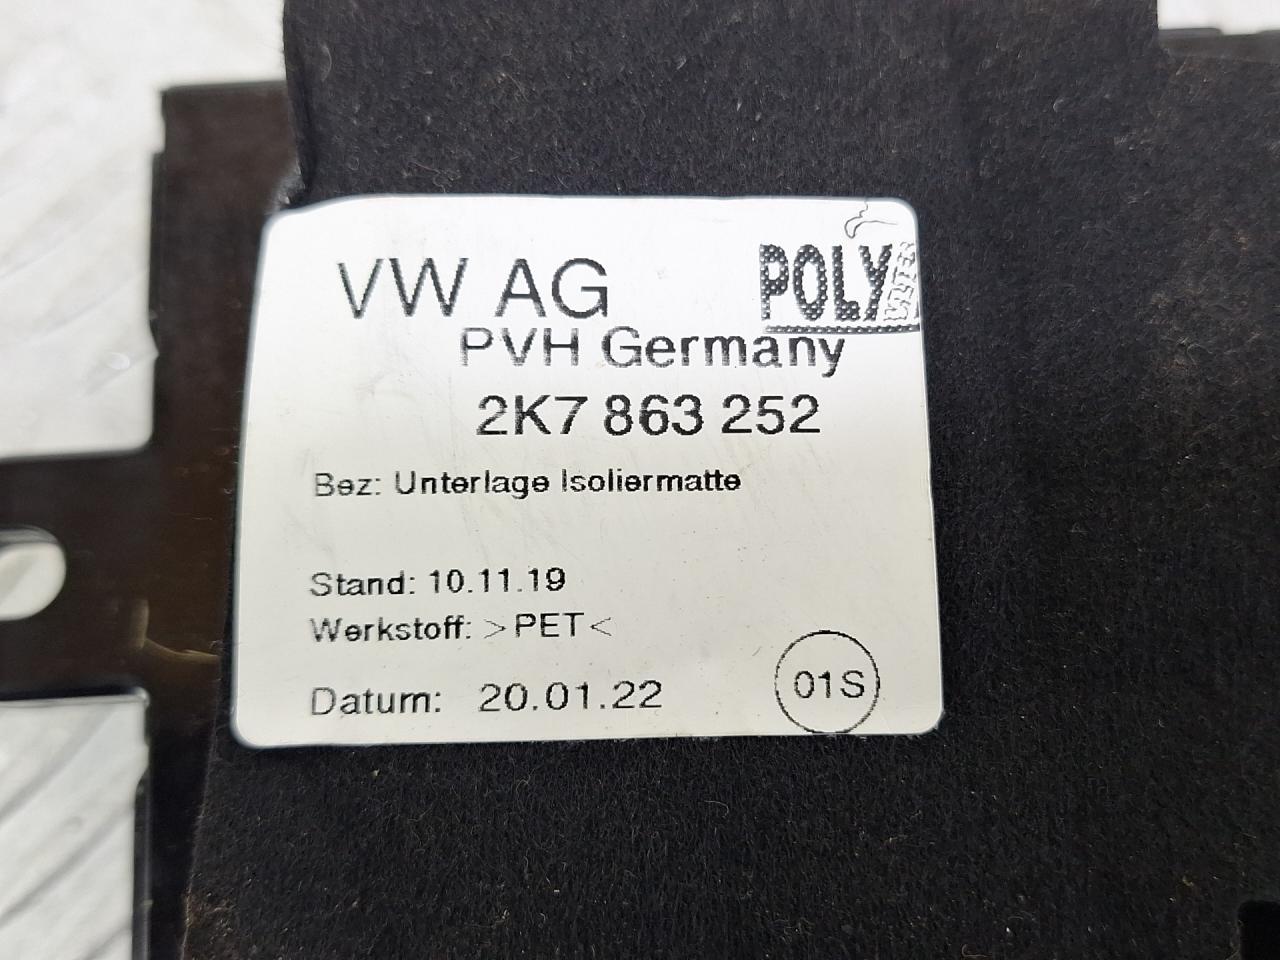 VW AG
POLY
PVH Germany
2K7 863 252
Bez: Unterlage Isoliermatte
Stand: 10.11.19
Werkstoff: >PET<
Datum: 20.01.22
01S